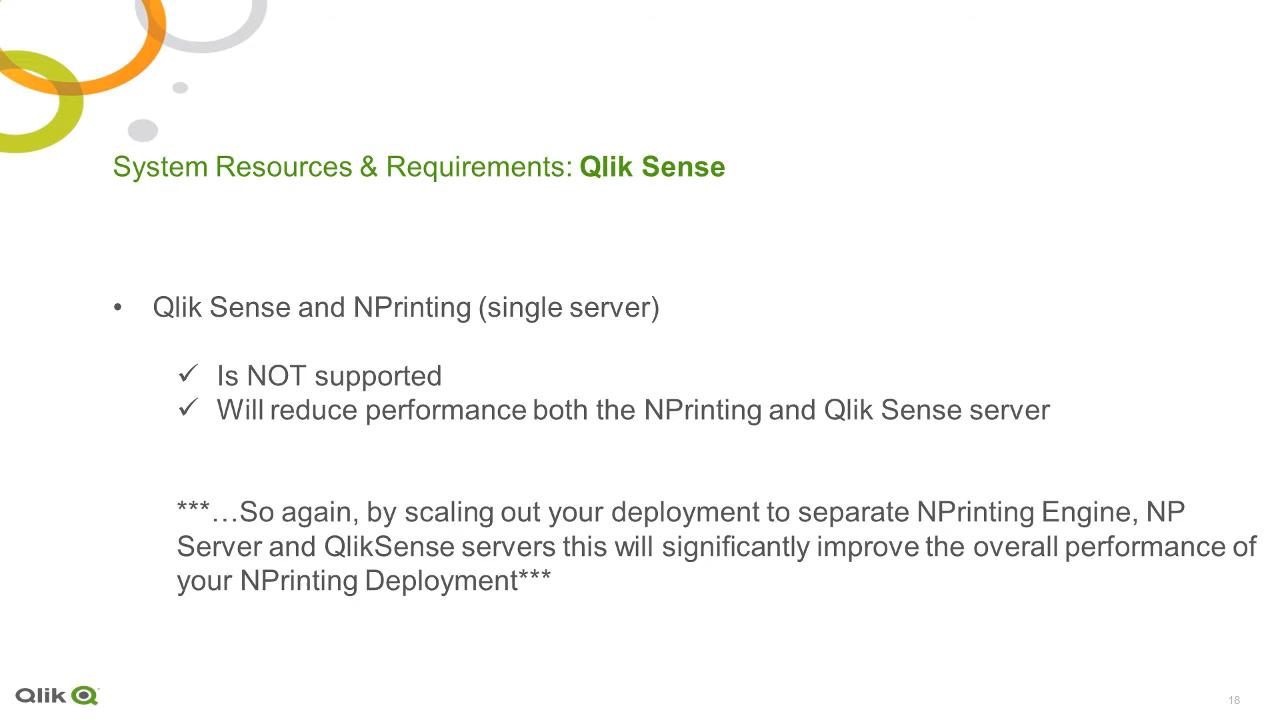 System Resources & Requirements: Qlik Sense
• Qlik Sense and NPrinting (single server)
✓ Is NOT supported
✓ Will reduce performance both the NPrinting and Qlik Sense server
***…So again, by scaling out your deployment to separate NPrinting Engine, NP
Server and QlikSense servers this will significantly improve the overall performance of
your NPrinting Deployment***
Qlik
18